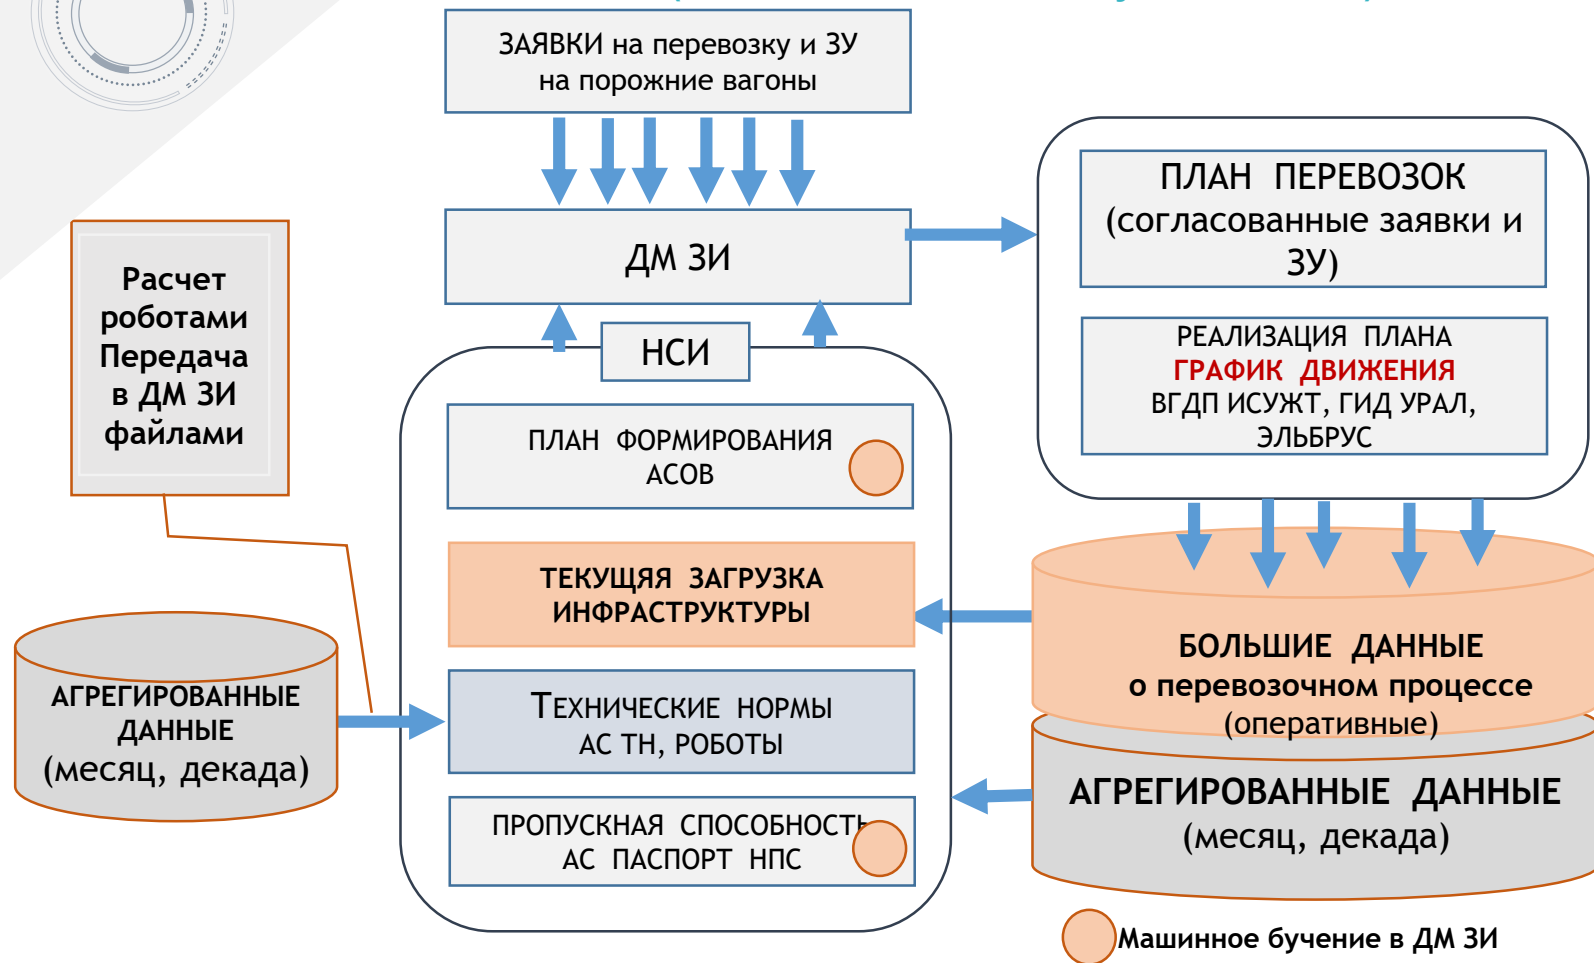 ЗАЯВКИ на перевозку и ЗУ
на порожние вагоны
ДМ ЗИ
НСИ
ПЛАН ФОРМИРОВАНИЯ
АСОВ
ТЕКУЩЯЯ ЗАГРУЗКА
ИНФРАСТРУКТУРЫ
ТЕХНИЧЕСКИЕ НОРМЫ
АС ТН, РОБОТЫ
ПРОПУСКНАЯ СПОСОБНОСТЬ
АС ПАСПОРТ НПС
Расчет
роботами
Передача
в ДМ ЗИ
файлами
АГРЕГИРОВАННЫЕ
ДАННЫЕ
(месяц, декада)
ПЛАН ПЕРЕВОЗОК
(согласованные заявки и
ЗУ)
РЕАЛИЗАЦИЯ ПЛАНА
ГРАФИК ДВИЖЕНИЯ
ВГДП ИСУЖТ, ГИД УРАЛ,
ЭЛЬБРУС
БОЛЬШИЕ ДАННЫЕ
о перевозочном процессе
(оперативные)
АГРЕГИРОВАННЫЕ ДАННЫЕ
(месяц, декада)
Машинное бучение в ДМ ЗИ